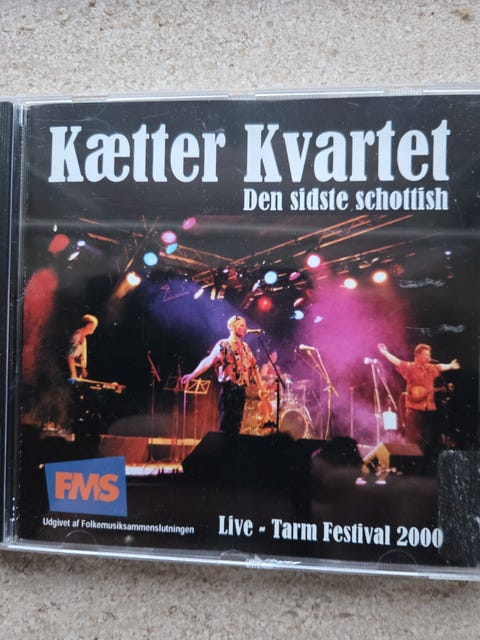 Kætter Kvartet
Den sidste schottish
FMS
Udgivet af Folkemusiksammenslutningen
Live - Tarm Festival 2000